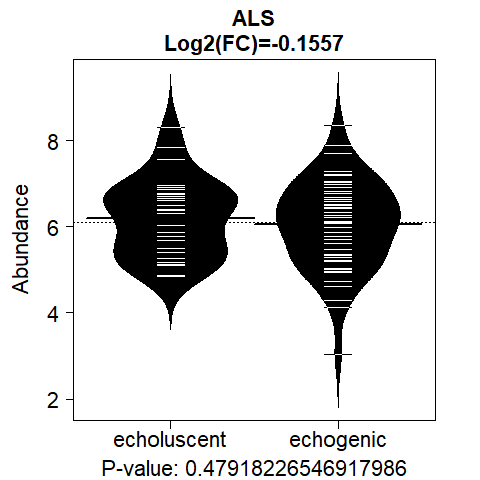 ALS
Log2(FC)=-0.1557
Abundance
8
6
4
2
echoluscent echogenic
P-value: 0.47918226546917986